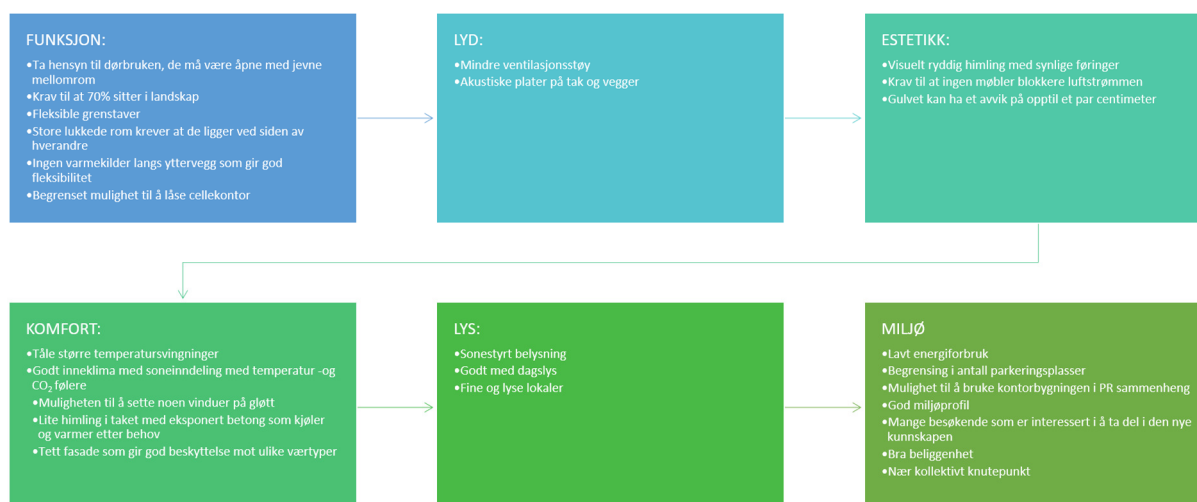 FUNKSJON:
•Ta hensyn til dørbruken, de må være åpne med jevne
mellomrom
•Krav til at 70% sitter i landskap
•Fleksible grenstaver
•Store lukkede rom krever at de ligger ved siden av
hverandre
•Ingen varmekilder langs yttervegg som gir god
fleksibilitet
•Begrenset mulighet til å låse cellekontor
LYD:
•Mindre ventilasjonsstøy
•Akustiske plater på tak og vegger
ESTETIKK:
•Visuelt ryddig himling med synlige føringer
•Krav til at ingen møbler blokkere luftstrømmen
•Gulvet kan ha et avvik på opptil et par centimeter
KOMFORT:
•Tåle større temperatursvingninger
•Godt inneklima med soneinndeling med temperatur -og
CO₂ følere
•Muligheten til å sette noen vinduer på gløtt
•Lite himling i taket med eksponert betong som kjøler
og varmer etter behov
•Tett fasade som gir god beskyttelse mot ulike værtyper
LYS:
•Sonestyrt belysning
•Godt med dagslys
•Fine og lyse lokaler
MILJØ
•Lavt energiforbruk
•Begrensing i antall parkeringsplasser
•Mulighet til å bruke kontorbygningen i PR sammenheng
•God miljøprofil
•Mange besøkende som er interessert i å ta del i den nye
kunnskapen
•Bra beliggenhet
•Nær kollektivt knutepunkt